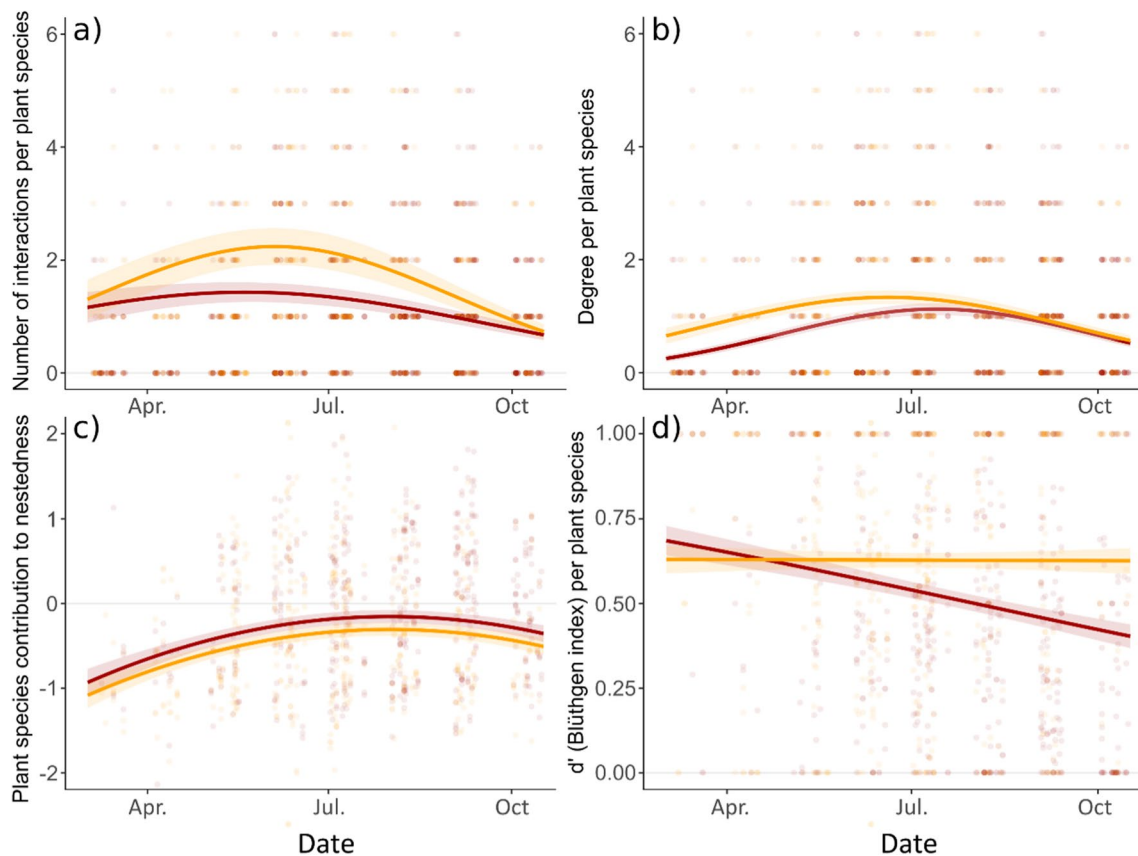 a)
Number of interactions per plant species
6
4
2
0
Apr.
Jul.
Oct
b)
Degree per plant species
6
4
2
0
Apr.
Jul.
Oct
c)
Plant species contribution to nestedness
2
1
0
-1
-2
Apr.
Jul.
Oct
Date
d)
d' (Blüthgen index) per plant species
1.00
0.75
0.50
0.25
0.00
Apr.
Jul.
Oct
Date